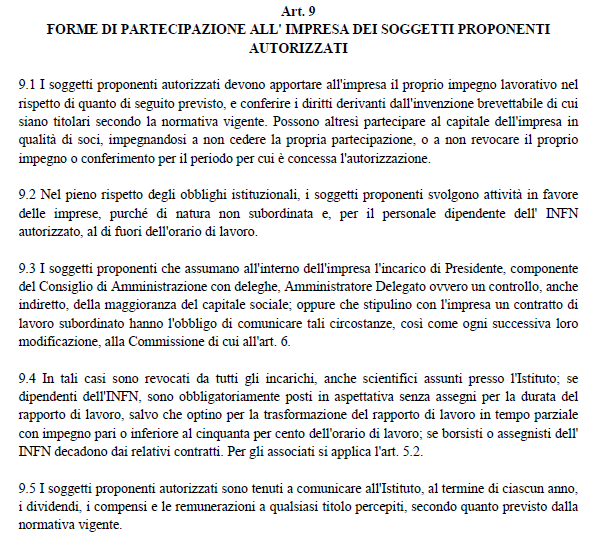 Art. 9
FORME DI PARTECIPAZIONE ALL' IMPRESA DEI SOGGETTI PROPONENTI
AUTORIZZATI
9.1 I soggetti proponenti autorizzati devono apportare all'impresa il proprio impegno lavorativo nel
rispetto di quanto di seguito previsto, e conferire i diritti derivanti dall'invenzione brevettabile di cui
siano titolari secondo la normativa vigente. Possono altresì partecipare al capitale dell'impresa in
qualità di soci, impegnandosi a non cedere la propria partecipazione, o a non revocare il proprio
impegno o conferimento per il periodo per cui è concessa l'autorizzazione.
9.2 Nel pieno rispetto degli obblighi istituzionali, i soggetti proponenti svolgono attività in favore
delle imprese, purché di natura non subordinata e, per il personale dipendente dell' INFN
autorizzato, al di fuori dell'orario di lavoro.
9.3 I soggetti proponenti che assumano all'interno dell'impresa l'incarico di Presidente, componente
del Consiglio di Amministrazione con deleghe, Amministratore Delegato ovvero un controllo, anche
indiretto, della maggioranza del capitale sociale; oppure che stipulino con l'impresa un contratto di
lavoro subordinato hanno l'obbligo di comunicare tali circostanze, così come ogni successiva loro
modificazione, alla Commissione di cui all'art. 6.
9.4 In tali casi sono revocati da tutti gli incarichi, anche scientifici assunti presso l'Istituto; se
dipendenti dell'INFN, sono obbligatoriamente posti in aspettativa senza assegni per la durata del
rapporto di lavoro, salvo che optino per la trasformazione del rapporto di lavoro in tempo parziale
con impegno pari o inferiore al cinquanta per cento dell'orario di lavoro; se borsisti o assegnisti dell'
INFN decadono dai relativi contratti. Per gli associati si applica l'art. 5.2.
9.5 I soggetti proponenti autorizzati sono tenuti a comunicare all'Istituto, al termine di ciascun anno,
i dividendi, i compensi e le remunerazioni a qualsiasi titolo percepiti, secondo quanto previsto dalla
normativa vigente.